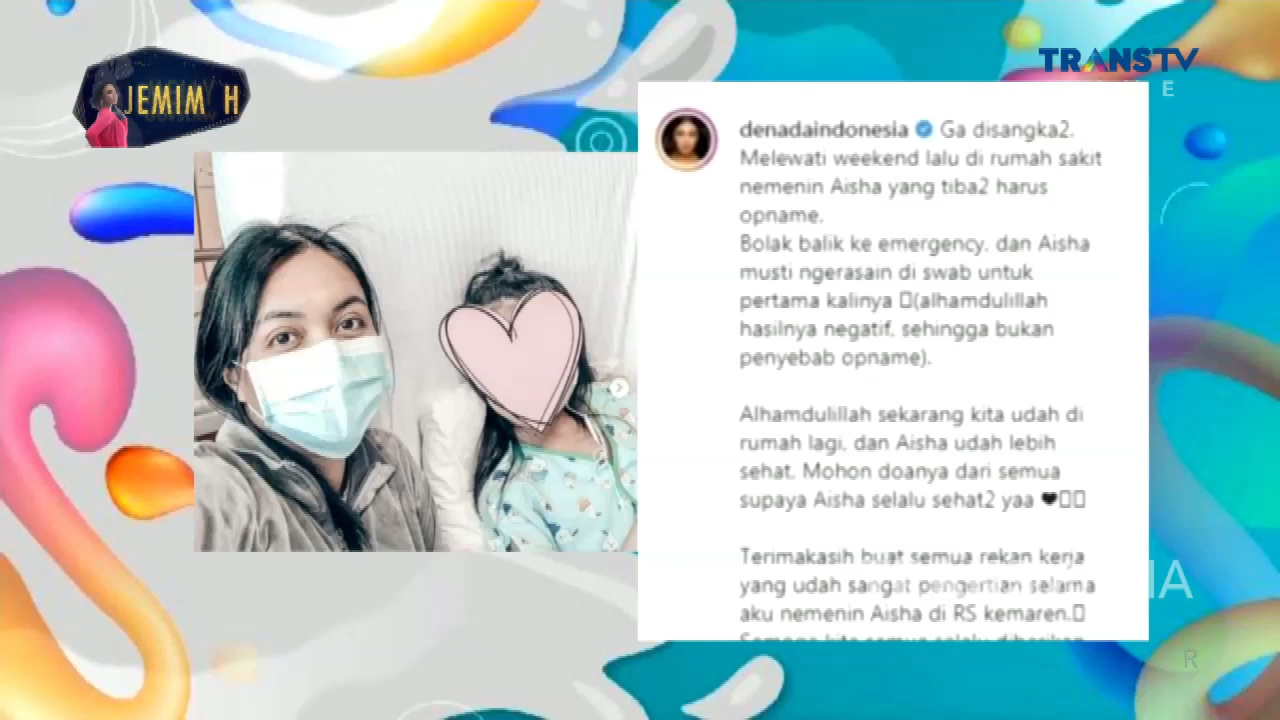 JEMIM H
TRANSTV
denadaindonesia Ga disangka2.
Melewati weekend lalu di rumah sakit
nemenin Aisha yang tiba2 harus
opname.
Bolak balik ke emergency. dan Aisha
musti ngerasain di swab untuk
pertama kalinya (alhamdulillah
hasilnya negatif. sehingga bukan
penyebab opname).
Alhamdulillah sekarang kita udah di
rumah lagi. dan Aisha udah lebih
sehat. Mohon doanya dari semua
supaya Aisha selalu sehat2 yaa ❤
Terimakasih buat semua rekan kerja
yang udah sangat pengertian selama
aku nemenin Aisha di RS kemaren.